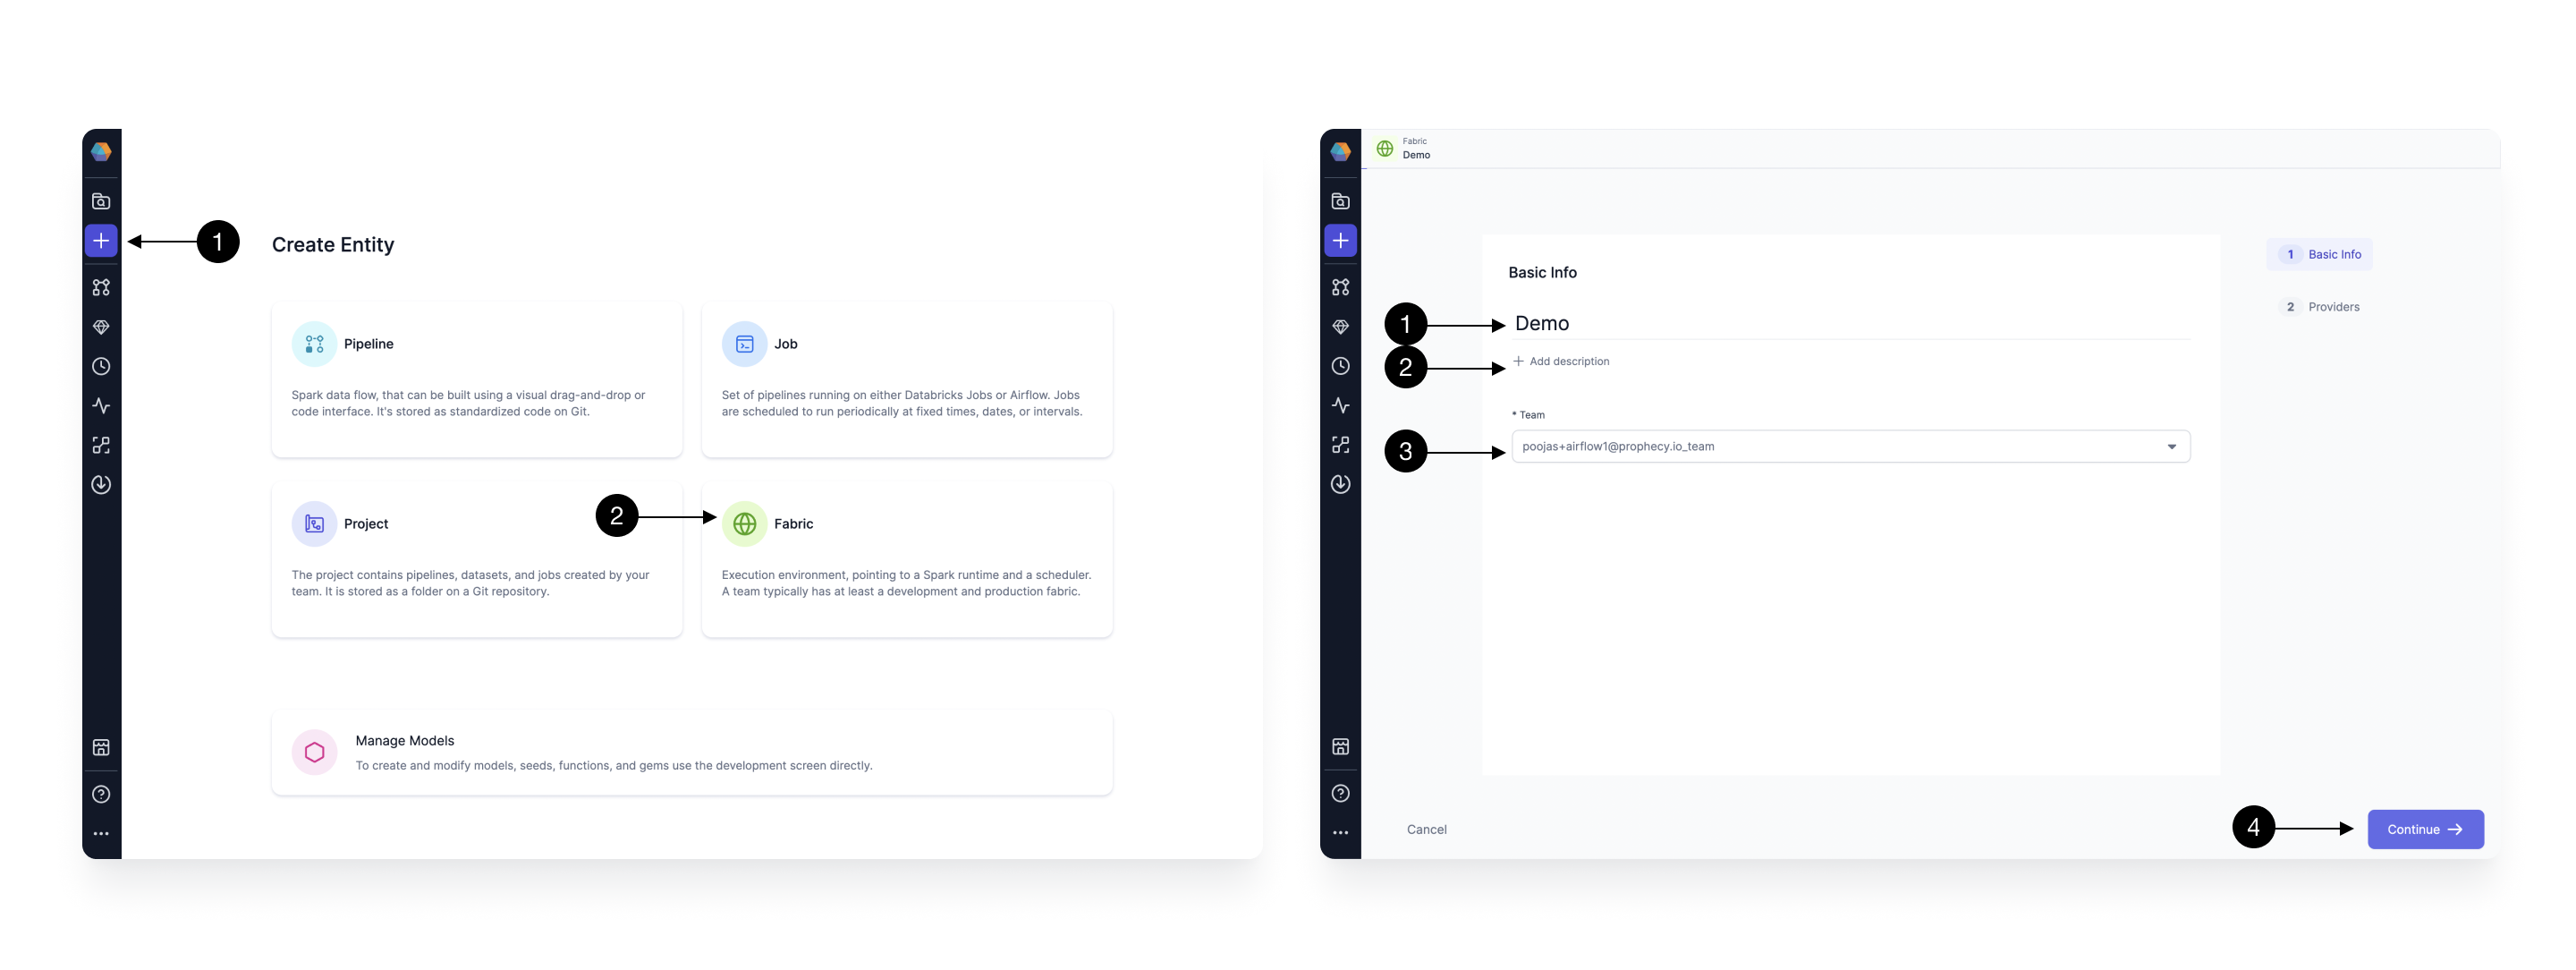 1
Create Entity
Pipeline
Spark data flow, that can be built using a visual drag-and-drop or
code interface. It's stored as standardized code on Git.
Job
Set of pipelines running on either Databricks Jobs or Airflow. Jobs
are scheduled to run periodically at fixed times, dates, or intervals.
Project
The project contains pipelines, datasets, and jobs created by your
team. It is stored as a folder on a Git repository.
2
Fabric
Execution environment, pointing to a Spark runtime and a scheduler.
A team typically has at least a development and production fabric.
Manage Models
To create and modify models, seeds, functions, and gems use the development screen directly.
Fabric
Demo
Basic Info
1
Demo
2
Add description
* Team
3
poojas+airflow1@prophecy.io_team
1 Basic Info
2 Providers
Cancel
4
Continue